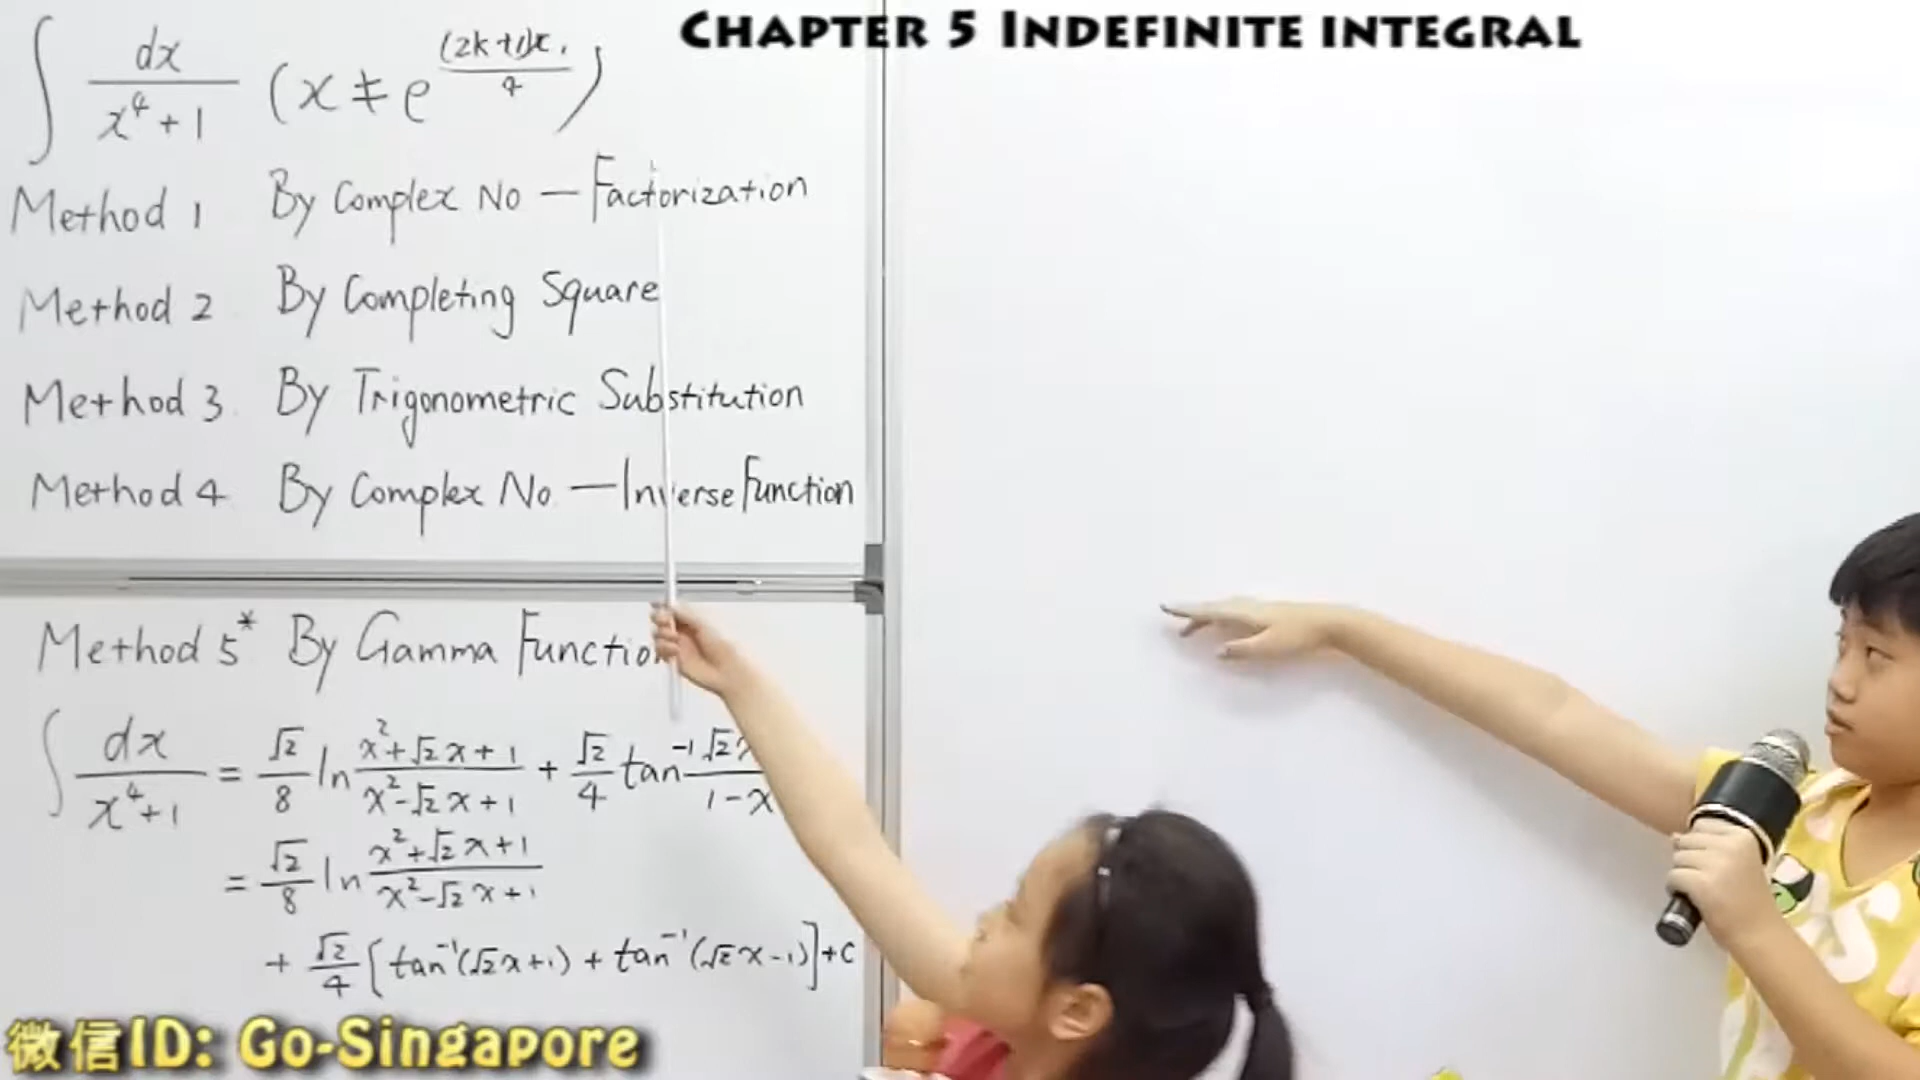 CHAPTER 5 INDEFINITE INTEGRAL
∫ dx/(x⁴+1) (x ≠ e^((2k+1)π/4 i))
Method 1 By Complex No — Factorization
Method 2 By Completing Square
Method 3 By Trigonometric Substitution
Method 4 By Complex No. — Inverse Function
Method 5* By Gamma Function
∫ dx/(x⁴+1) = √2/8 ln (x²+√2x+1)/(x²-√2x+1) + √2/4 tan⁻¹ √2x/(1-x
= √2/8 ln (x²+√2x+1)/(x²-√2x+1)
+ √2/4 [tan⁻¹(√2x+1) + tan⁻¹(√2x-1)]+c
微信ID: Go-Singapore